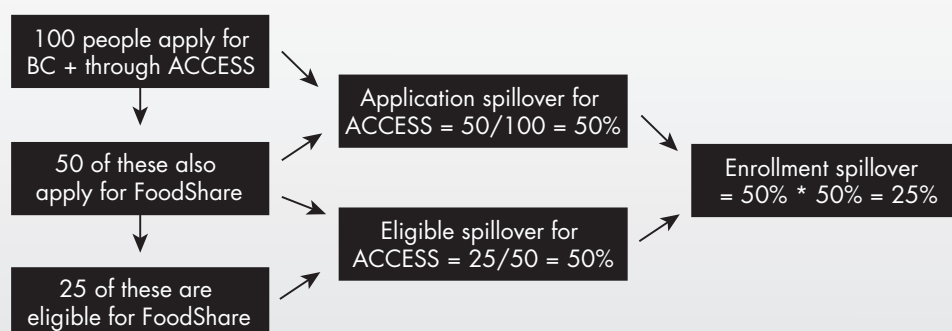 100 people apply for
BC + through ACCESS
50 of these also
apply for FoodShare
25 of these are
eligible for FoodShare
Application spillover for
ACCESS = 50/100 = 50%
Eligible spillover for
ACCESS = 25/50 = 50%
Enrollment spillover
= 50% * 50% = 25%